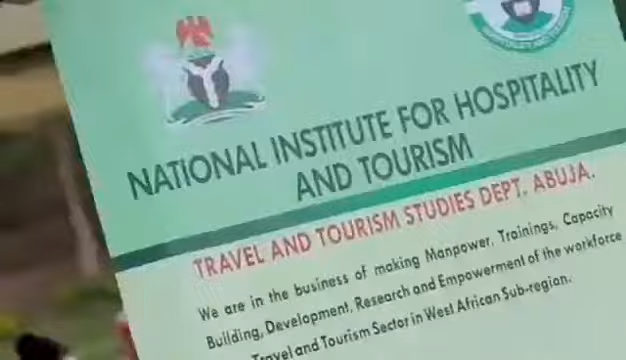 NATIONAL INSTITUTE FOR HOSPITALITY
AND TOURISM
TRAVEL AND TOURISM STUDIES DEPT. ABUJA.
We are in the business of making Manpower, Trainings, Capacity
Building, Development, Research and Empowerment of the workforce
Travel and Tourism Sector in West African Sub-region.